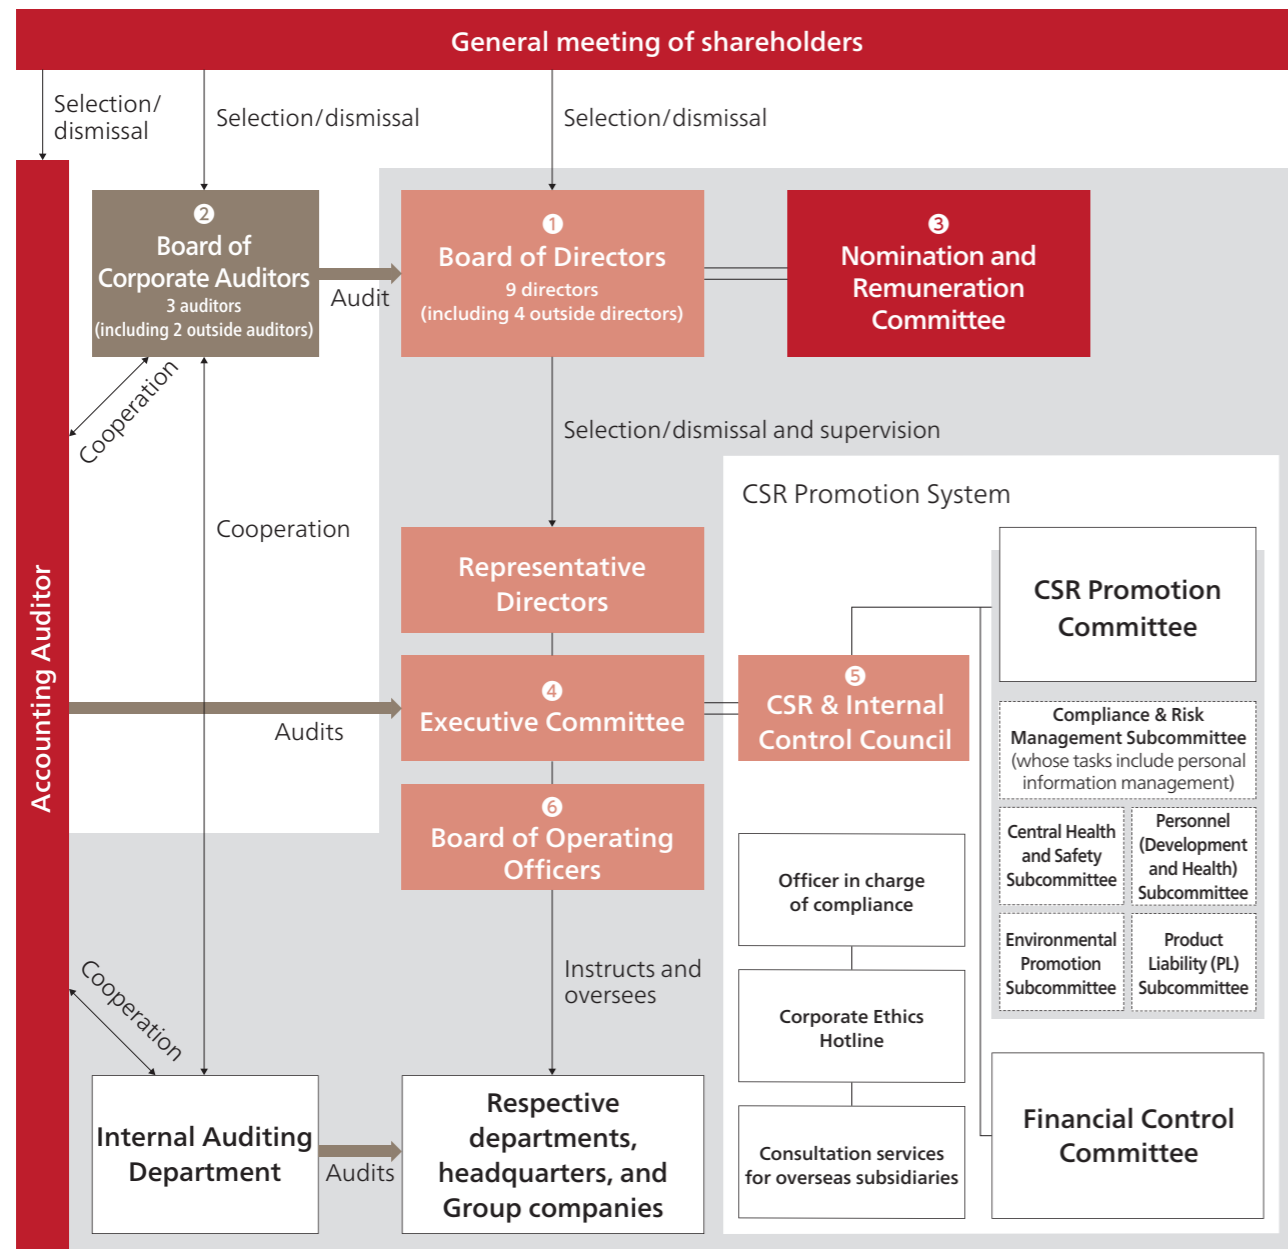 General meeting of shareholders
Selection/
dismissal
Selection/dismissal
Selection/dismissal
Accounting Auditor
❷
Board of
Corporate Auditors
3 auditors
(including 2 outside auditors)
Audit
❶
Board of Directors
9 directors
(including 4 outside directors)
❸
Nomination and
Remuneration
Committee
Cooperation
Selection/dismissal and supervision
Cooperation
CSR Promotion System
Representative
Directors
CSR Promotion
Committee
Audits
❹
Executive Committee
❺
CSR & Internal
Control Council
Compliance & Risk
Management Subcommittee
(whose tasks include personal
information management)
❻
Board of Operating
Officers
Central Health
and Safety
Subcommittee
Personnel
(Development
and Health)
Subcommittee
Officer in charge
of compliance
Environmental
Promotion
Subcommittee
Product
Liability (PL)
Subcommittee
Cooperation
Instructs and
oversees
Corporate Ethics
Hotline
Internal Auditing
Department
Audits
Respective
departments,
headquarters, and
Group companies
Consultation services
for overseas subsidiaries
Financial Control
Committee